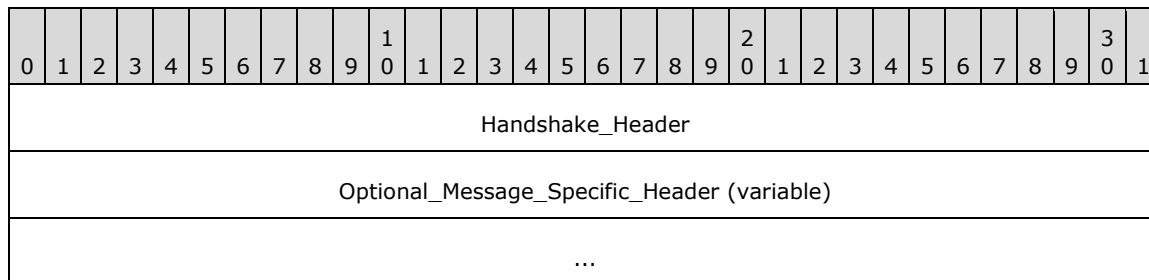 1 2 3
0 1 2 3 4 5 6 7 8 9 0 1 2 3 4 5 6 7 8 9 0 1 2 3 4 5 6 7 8 9 0 1
Handshake_Header
Optional_Message_Specific_Header (variable)
...